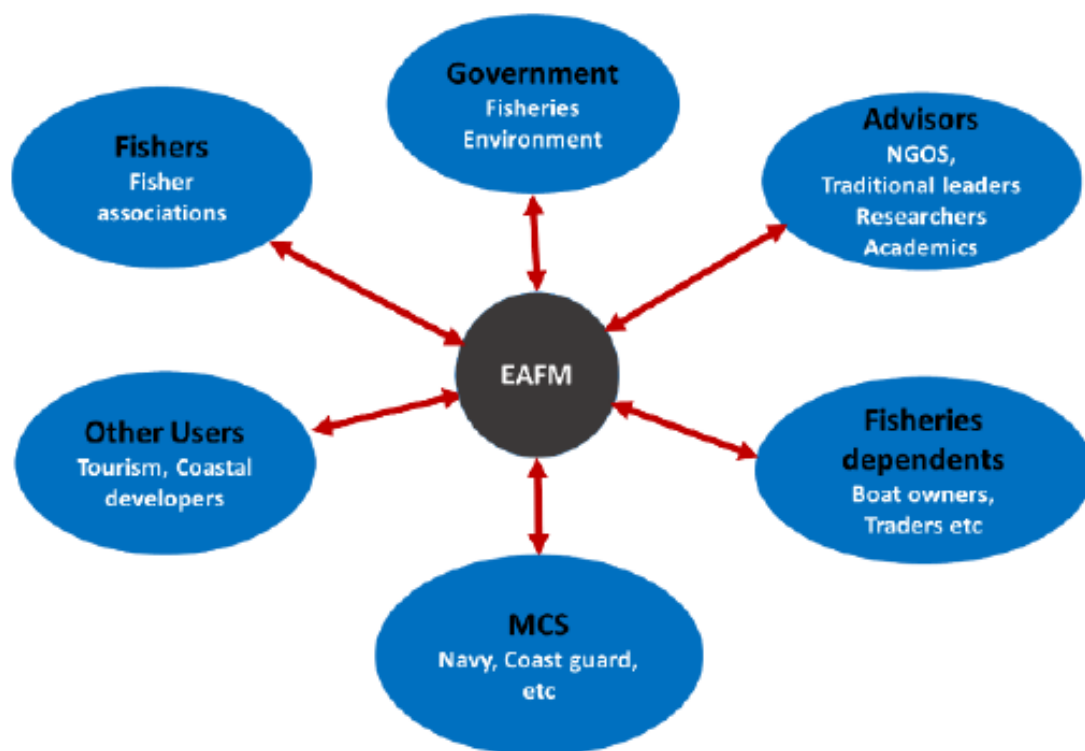 Government
Fisheries
Environment
Fishers
Fisher
associations
Advisors
NGOS,
Traditional leaders
Researchers
Academics
EAFM
Other Users
Tourism, Coastal
developers
Fisheries
dependents
Boat owners,
Traders etc
MCS
Navy, Coast guard,
etc